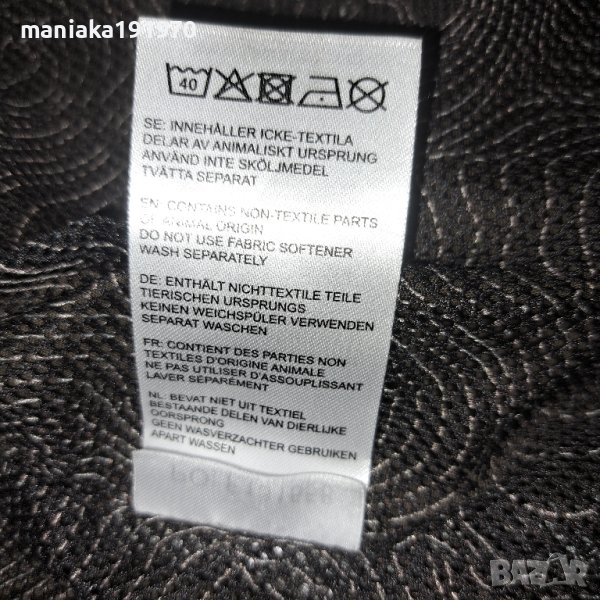 maniaka191970
40
SE: INNEHÅLLER ICKE-TEXTILA
DELAR AV ANIMALISKT URSPRUNG
ANVÄND INTE SKÖLJMEDEL
TVÄTTA SEPARAT
EN: CONTAINS NON-TEXTILE PARTS
OF ANIMAL ORIGIN
DO NOT USE FABRIC SOFTENER
WASH SEPARATELY
DE: ENTHÄLT NICHTTEXTILE TEILE
TIERISCHEN URSPRUNGS
KEINEN WEICHSPÜLER VERWENDEN
SEPARAT WASCHEN
FR: CONTIENT DES PARTIES NON
TEXTILES D'ORIGINE ANIMALE
NE PAS UTILISER D'ASSOUPLISSANT
LAVER SEPARÉMENT
NL: BEVAT NIET UIT TEXTIEL
BESTAANDE DELEN VAN DIERLIJKE
OORSPRONG
GEEN WASVERZACHTER GEBRUIKEN
APART WASSEN
BAZAR